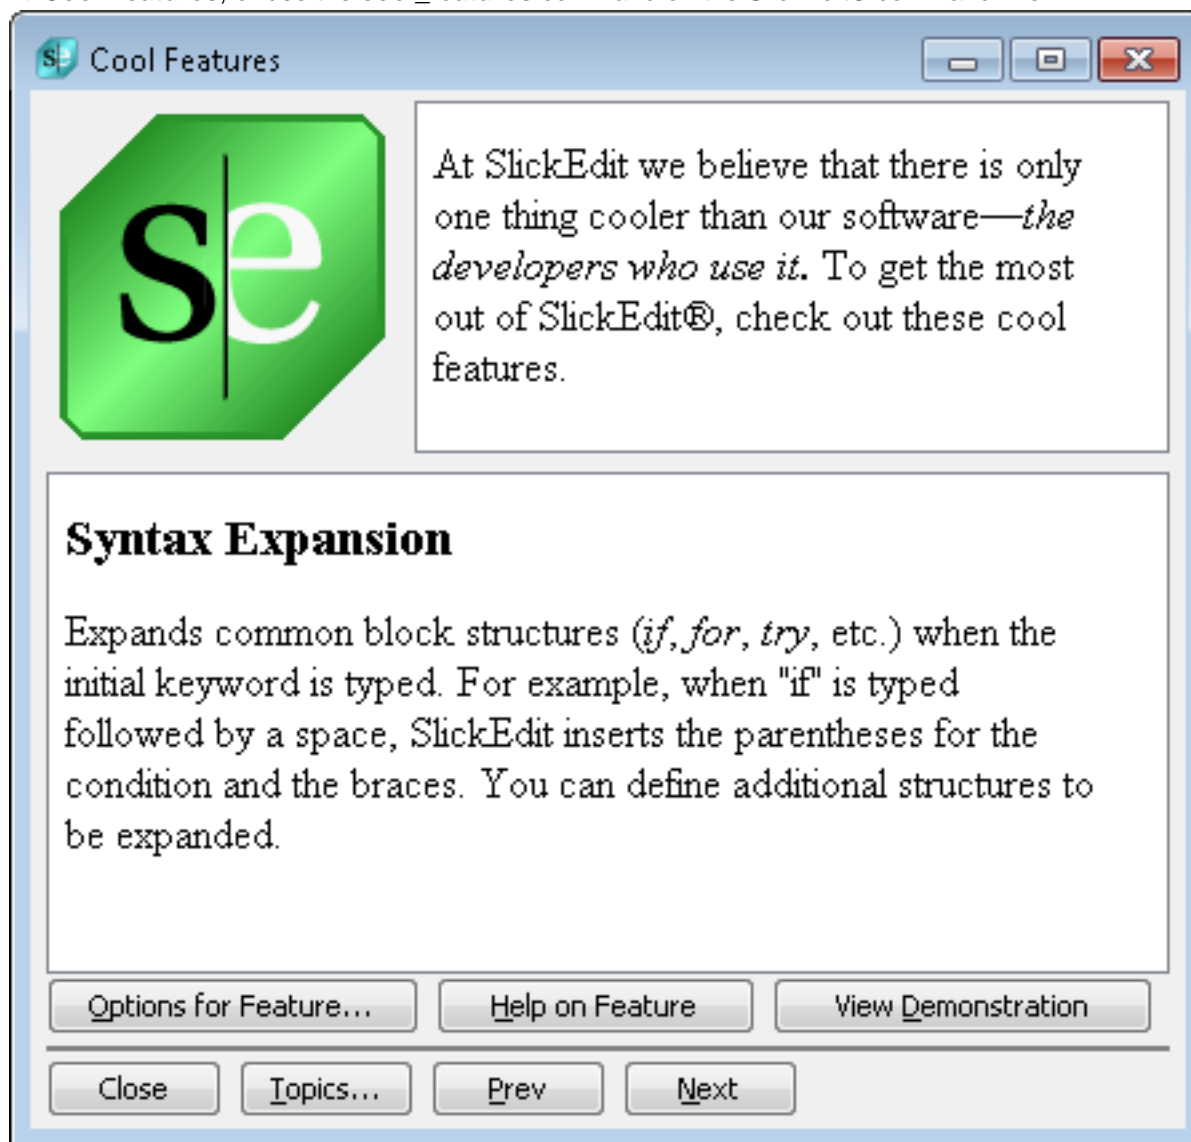 Cool Features
se
At SlickEdit we believe that there is only
one thing cooler than our software—the
developers who use it. To get the most
out of SlickEdit®, check out these cool
features.
se
Syntax Expansion
Expands common block structures (if, for, try, etc.) when the
initial keyword is typed. For example, when "if" is typed
followed by a space, SlickEdit inserts the parentheses for the
condition and the braces. You can define additional structures to
be expanded.
Options for Feature...
Help on Feature
View Demonstration
Close
Topics...
Prev
Next